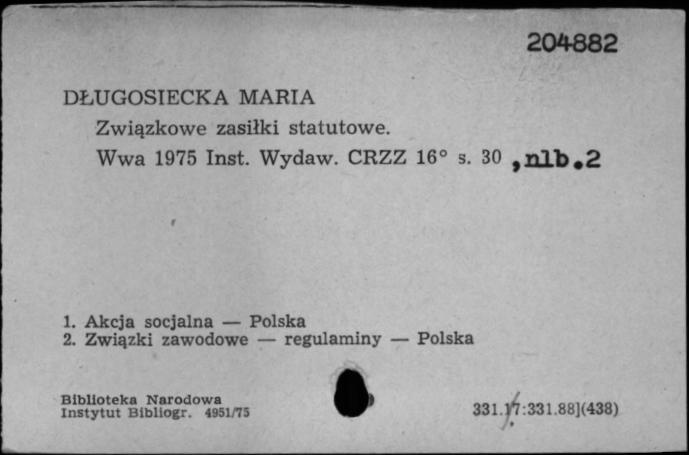 204882
DŁUGOSIECKA MARIA
Związkowe zasiłki statutowe.
Wwa 1975 Inst. Wydaw. CRZZ 16° s. 30 , nlb. 2
1. Akcja socjalna — Polska
2. Związki zawodowe — regulaminy — Polska
Biblioteka Narodowa
Instytut Bibliogr. 4951/75
331.17:331.88](438)